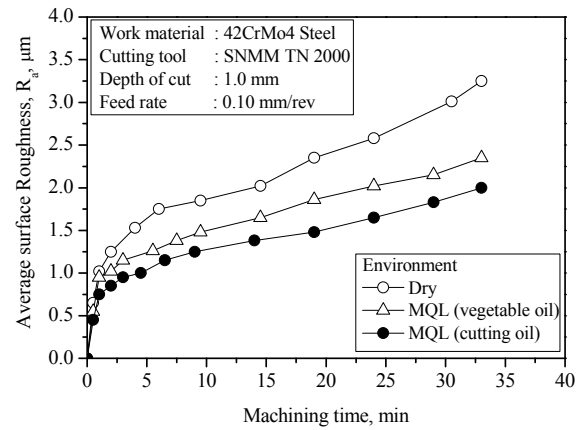 Work material : 42CrMo4 Steel
Cutting tool : SNMM TN 2000
Depth of cut : 1.0 mm
Feed rate : 0.10 mm/rev
Average surface Roughness, Ra, μm
4.0
3.5
3.0
2.5
2.0
1.5
1.0
0.5
0.0
Environment
Dry
MQL (vegetable oil)
MQL (cutting oil)
0 5 10 15 20 25 30 35 40
Machining time, min